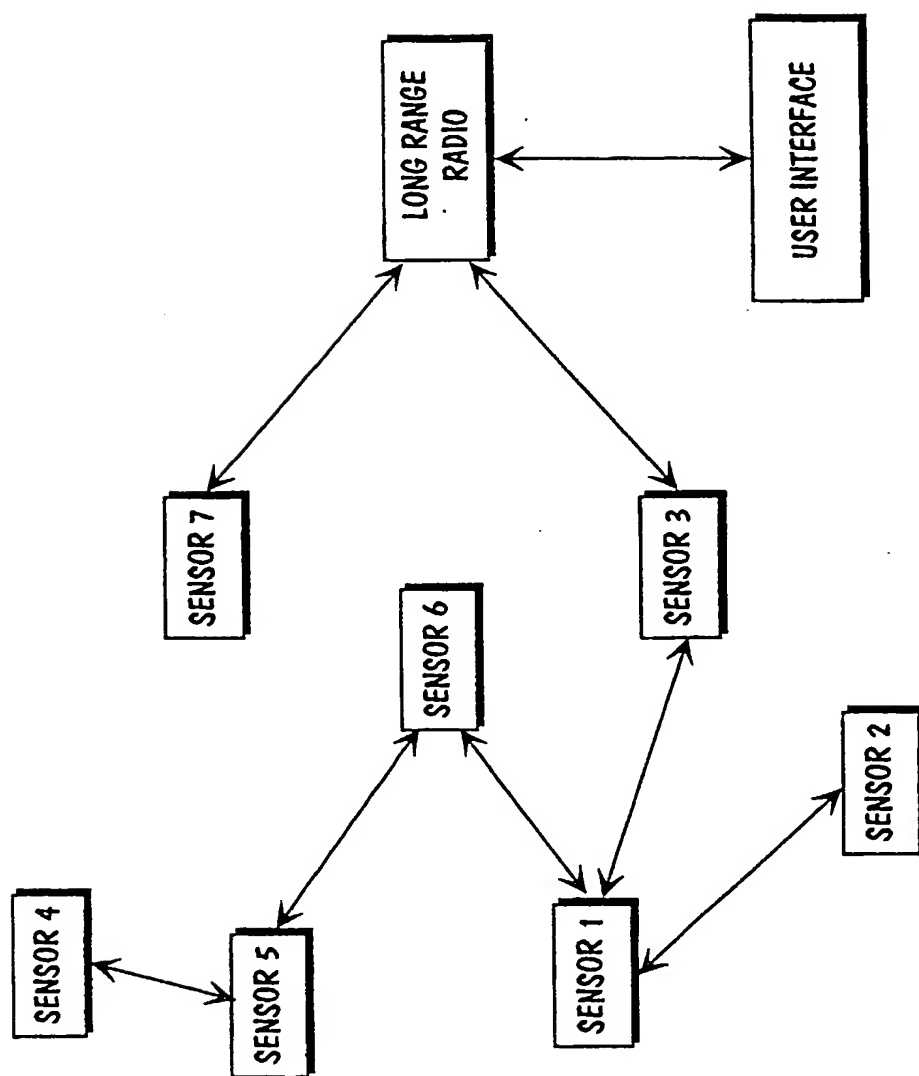 SENSOR 4
SENSOR 5
SENSOR 7
LONG RANGE
RADIO
SENSOR 6
SENSOR 1
SENSOR 3
SENSOR 2
USER INTERFACE